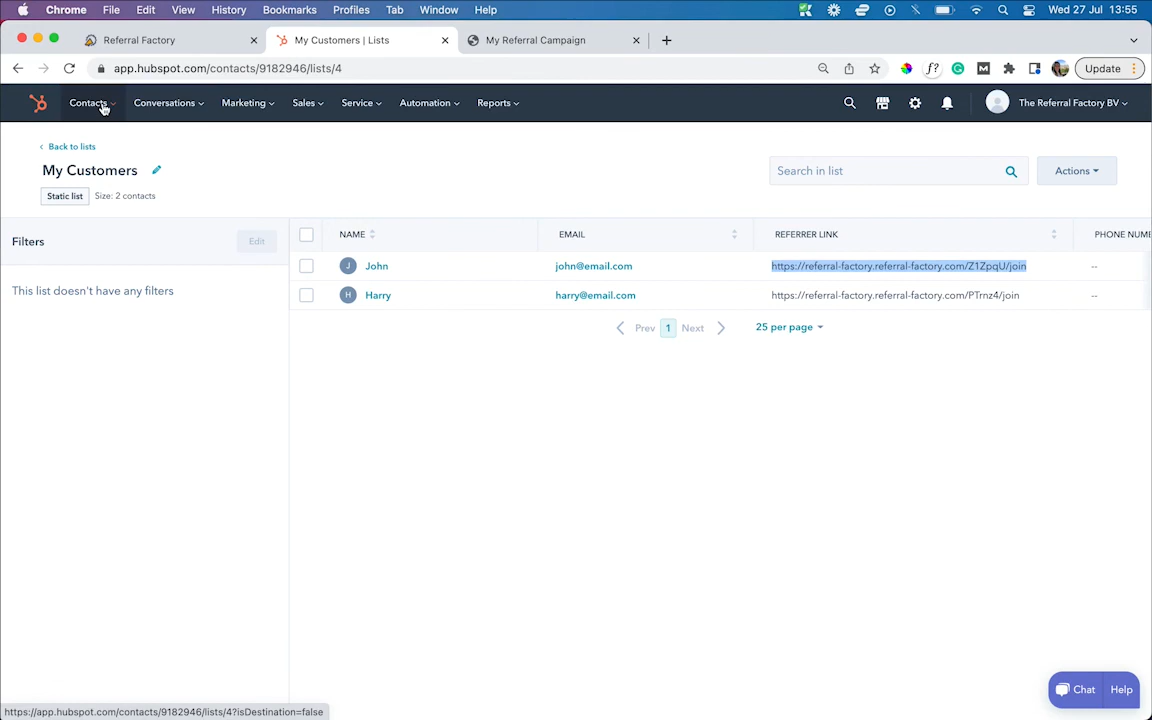 Chrome File Edit View History Bookmarks Profiles Tab Window Help Wed 27 Jul 13:55
Referral Factory My Customers | Lists My Referral Campaign
app.hubspot.com/contacts/9182946/lists/4 Update
Contacts Conversations Marketing Sales Service Automation Reports The Referral Factory BV
Back to lists
My Customers Search in list Actions
Static list Size: 2 contacts
Filters Edit NAME EMAIL REFERRER LINK PHONE NUME
J John john@email.com https://referral-factory.referral-factory.com/Z1ZpqU/join --
This list doesn't have any filters
H Harry harry@email.com https://referral-factory.referral-factory.com/PTrnz4/join --
Prev 1 Next 25 per page
Chat Help
https://app.hubspot.com/contacts/9182946/lists/4?isDestination=false